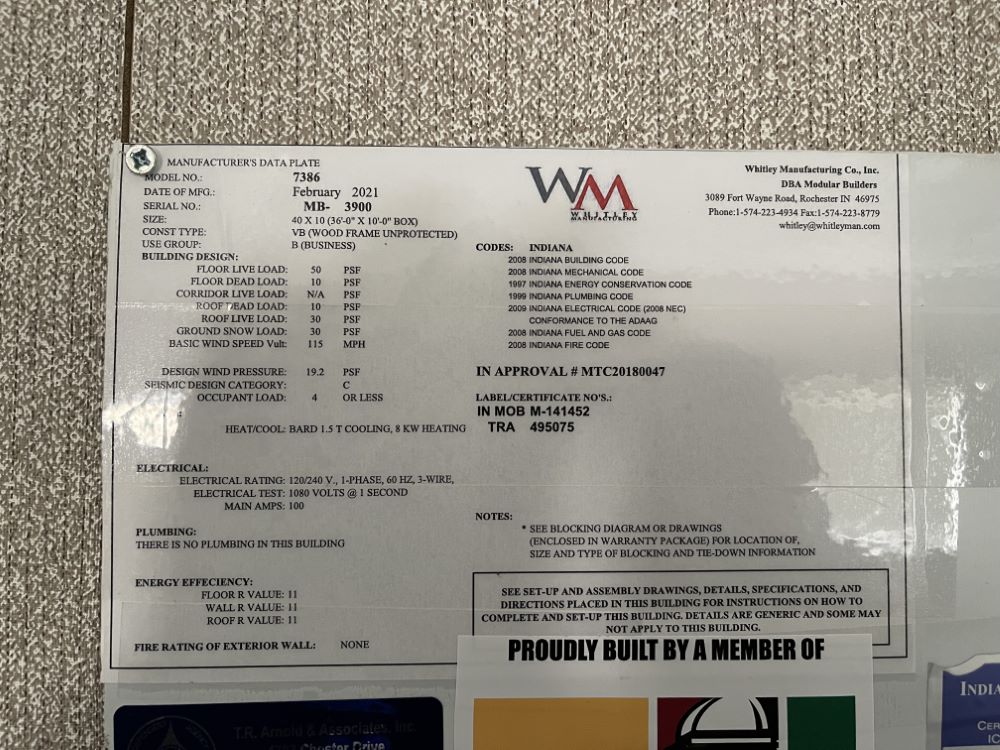 MANUFACTURER'S DATA PLATE
MODEL NO.: 7386
DATE OF MFG.: February 2021
SERIAL NO.: MB- 3900
SIZE: 40 X 10 (36'-0" X 10'-0" BOX)
CONST TYPE: VB (WOOD FRAME UNPROTECTED)
USE GROUP: B (BUSINESS)
BUILDING DESIGN:
FLOOR LIVE LOAD: 50 PSF
FLOOR DEAD LOAD: 10 PSF
CORRIDOR LIVE LOAD: N/A PSF
ROOF DEAD LOAD: 10 PSF
ROOF LIVE LOAD: 30 PSF
GROUND SNOW LOAD: 30 PSF
BASIC WIND SPEED Vult: 115 MPH
DESIGN WIND PRESSURE: 19.2 PSF
SEISMIC DESIGN CATEGORY: C
OCCUPANT LOAD: 4 OR LESS
:
HEAT/COOL: BARD 1.5 T COOLING, 8 KW HEATING
ELECTRICAL:
ELECTRICAL RATING: 120/240 V., 1-PHASE, 60 HZ, 3-WIRE,
ELECTRICAL TEST: 1080 VOLTS @ 1 SECOND
MAIN AMPS: 100
PLUMBING:
THERE IS NO PLUMBING IN THIS BUILDING
ENERGY EFFECIENCY:
FLOOR R VALUE: 11
WALL R VALUE: 11
ROOF R VALUE: 11
FIRE RATING OF EXTERIOR WALL: NONE
WM
WHITLEY
MANUFACTURING
Whitley Manufacturing Co., Inc.
DBA Modular Builders
3089 Fort Wayne Road, Rochester IN 46975
Phone:1-574-223-4934 Fax:1-574-223-8779
whitley@whitleyman.com
CODES: INDIANA
2008 INDIANA BUILDING CODE
2008 INDIANA MECHANICAL CODE
1997 INDIANA ENERGY CONSERVATION CODE
1999 INDIANA PLUMBING CODE
2009 INDIANA ELECTRICAL CODE (2008 NEC)
CONFORMANCE TO THE ADAAG
2008 INDIANA FUEL AND GAS CODE
2008 INDIANA FIRE CODE
IN APPROVAL # MTC20180047
LABEL/CERTIFICATE NO'S.:
IN MOB M-141452
TRA 495075
NOTES:
* SEE BLOCKING DIAGRAM OR DRAWINGS
(ENCLOSED IN WARRANTY PACKAGE) FOR LOCATION OF,
SIZE AND TYPE OF BLOCKING AND TIE-DOWN INFORMATION
SEE SET-UP AND ASSEMBLY DRAWINGS, DETAILS, SPECIFICATIONS, AND
DIRECTIONS PLACED IN THIS BUILDING FOR INSTRUCTIONS ON HOW TO
COMPLETE AND SET-UP THIS BUILDING. DETAILS ARE GENERIC AND SOME MAY
NOT APPLY TO THIS BUILDING.
PROUDLY BUILT BY A MEMBER OF
T.R. Arnold & Associates, Inc.
Chester Drive
INDIA
CER
IC